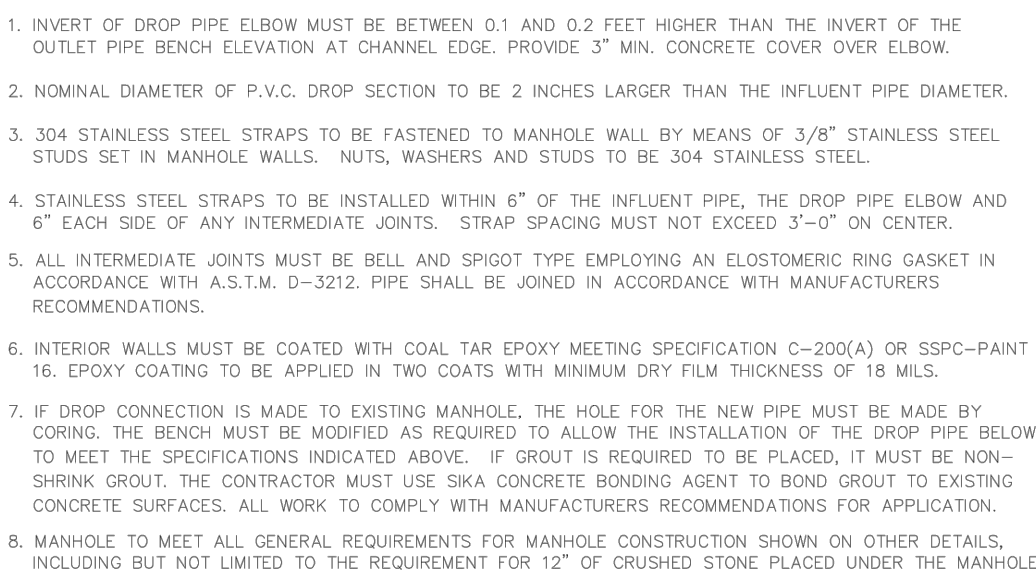 1. INVERT OF DROP PIPE ELBOW MUST BE BETWEEN 0.1 AND 0.2 FEET HIGHER THAN THE INVERT OF THE
OUTLET PIPE BENCH ELEVATION AT CHANNEL EDGE. PROVIDE 3" MIN. CONCRETE COVER OVER ELBOW.
2. NOMINAL DIAMETER OF P.V.C. DROP SECTION TO BE 2 INCHES LARGER THAN THE INFLUENT PIPE DIAMETER.
3. 304 STAINLESS STEEL STRAPS TO BE FASTENED TO MANHOLE WALL BY MEANS OF 3/8" STAINLESS STEEL
STUDS SET IN MANHOLE WALLS. NUTS, WASHERS AND STUDS TO BE 304 STAINLESS STEEL.
4. STAINLESS STEEL STRAPS TO BE INSTALLED WITHIN 6" OF THE INFLUENT PIPE, THE DROP PIPE ELBOW AND
6" EACH SIDE OF ANY INTERMEDIATE JOINTS. STRAP SPACING MUST NOT EXCEED 3'-0" ON CENTER.
5. ALL INTERMEDIATE JOINTS MUST BE BELL AND SPIGOT TYPE EMPLOYING AN ELOSTOMERIC RING GASKET IN
ACCORDANCE WITH A.S.T.M. D-3212. PIPE SHALL BE JOINED IN ACCORDANCE WITH MANUFACTURERS
RECOMMENDATIONS.
6. INTERIOR WALLS MUST BE COATED WITH COAL TAR EPOXY MEETING SPECIFICATION C-200(A) OR SSPC-PAINT
16. EPOXY COATING TO BE APPLIED IN TWO COATS WITH MINIMUM DRY FILM THICKNESS OF 18 MILS.
7. IF DROP CONNECTION IS MADE TO EXISTING MANHOLE, THE HOLE FOR THE NEW PIPE MUST BE MADE BY
CORING. THE BENCH MUST BE MODIFIED AS REQUIRED TO ALLOW THE INSTALLATION OF THE DROP PIPE BELOW
TO MEET THE SPECIFICATIONS INDICATED ABOVE. IF GROUT IS REQUIRED TO BE PLACED, IT MUST BE NON-
SHRINK GROUT. THE CONTRACTOR MUST USE SIKA CONCRETE BONDING AGENT TO BOND GROUT TO EXISTING
CONCRETE SURFACES. ALL WORK TO COMPLY WITH MANUFACTURERS RECOMMENDATIONS FOR APPLICATION.
8. MANHOLE TO MEET ALL GENERAL REQUIREMENTS FOR MANHOLE CONSTRUCTION SHOWN ON OTHER DETAILS,
INCLUDING BUT NOT LIMITED TO THE REQUIREMENT FOR 12" OF CRUSHED STONE PLACED UNDER THE MANHOLE